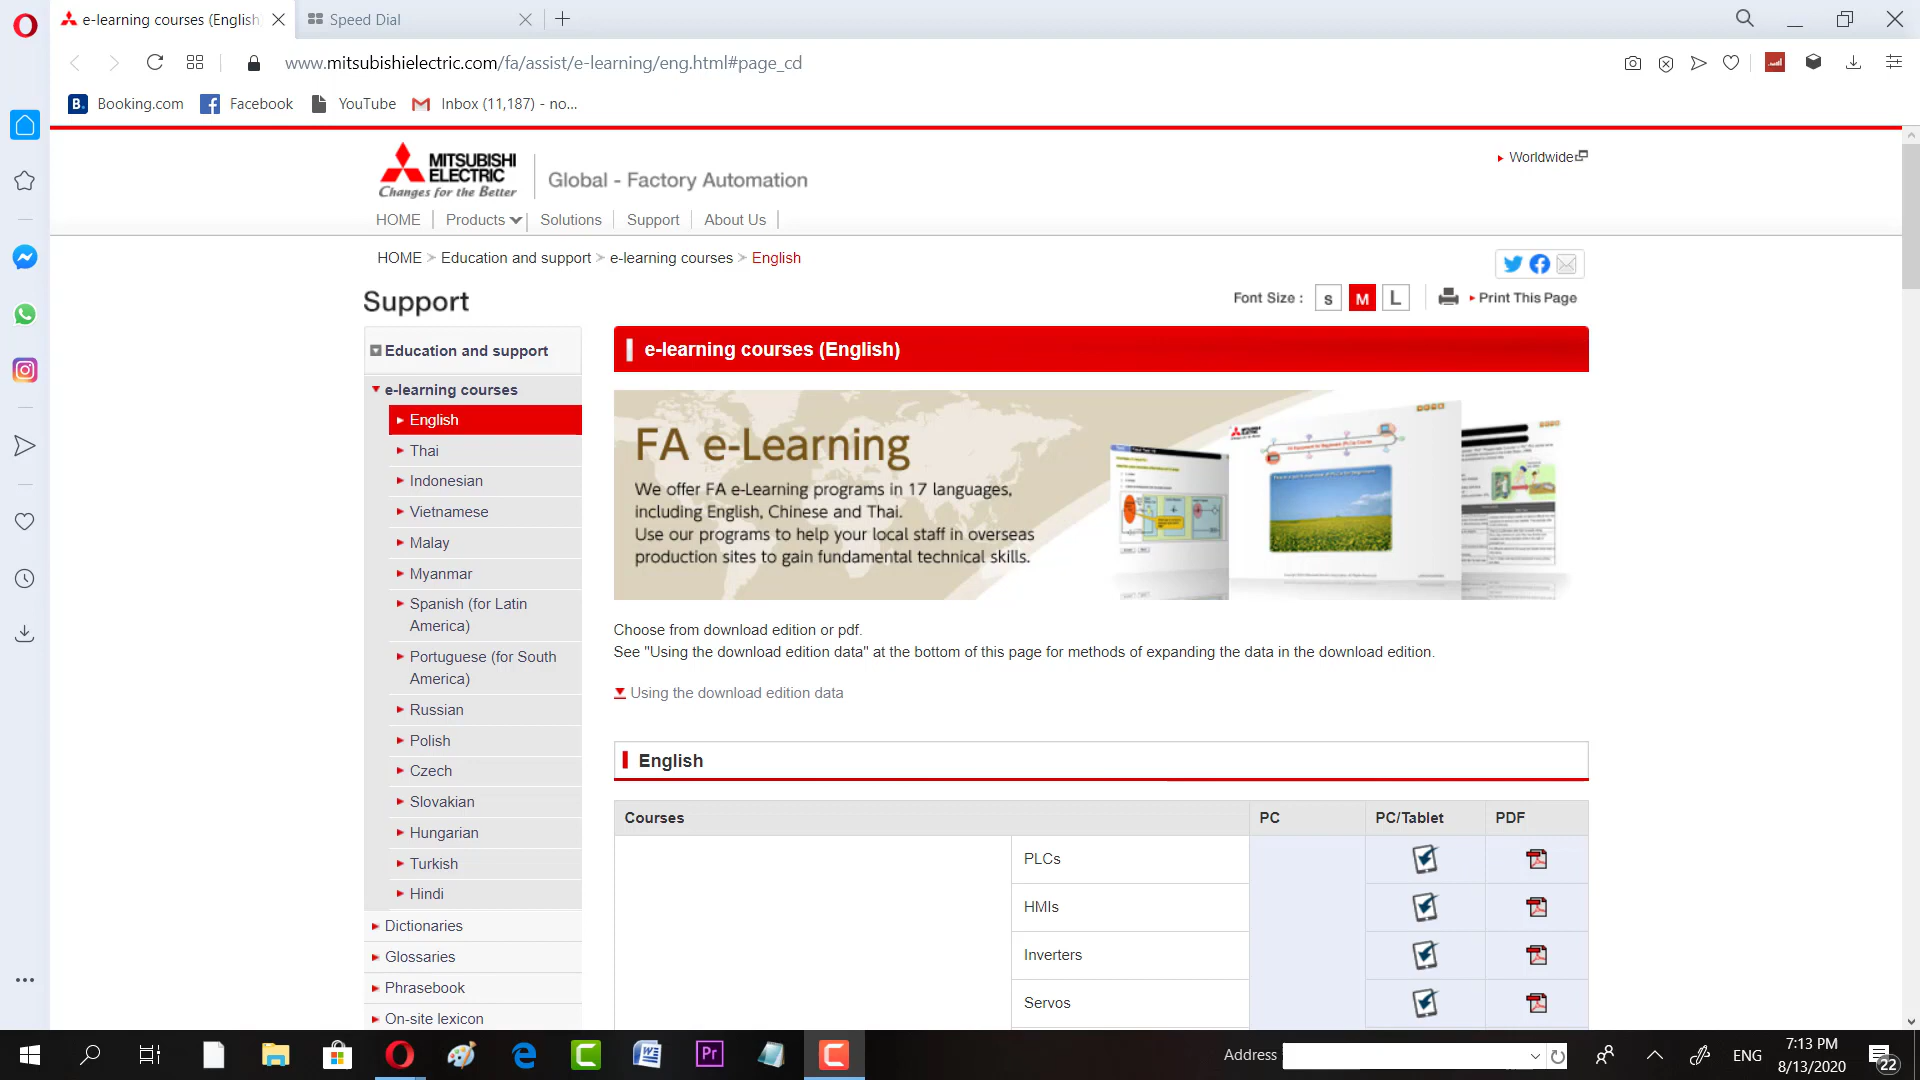 e-learning courses (English
Speed Dial
www.mitsubishielectric.com/fa/assist/e-learning/eng.html#page_cd
B.
Booking.com
Facebook
YouTube
Inbox (11,187) - no...
MITSUBISHI
ELECTRIC
Changes for the Better
Global - Factory Automation
Worldwide
HOME
Products
Solutions
Support
About Us
HOME > Education and support > e-learning courses > English
Support
Font Size :
S
M
L
Print This Page
Education and support
e-learning courses
English
Thai
Indonesian
Vietnamese
Malay
Myanmar
Spanish (for Latin
America)
Portuguese (for South
America)
Russian
Polish
Czech
Slovakian
Hungarian
Turkish
Hindi
Dictionaries
Glossaries
Phrasebook
On-site lexicon
e-learning courses (English)
FA e-Learning
We offer FA e-Learning programs in 17 languages,
including English, Chinese and Thai.
Use our programs to help your local staff in overseas
production sites to gain fundamental technical skills.
Choose from download edition or pdf.
See "Using the download edition data" at the bottom of this page for methods of expanding the data in the download edition.
Using the download edition data
English
Courses
PC
PC/Tablet
PDF
PLCs
HMIs
Inverters
Servos
Pr
Address
ENG
7:13 PM
8/13/2020
22